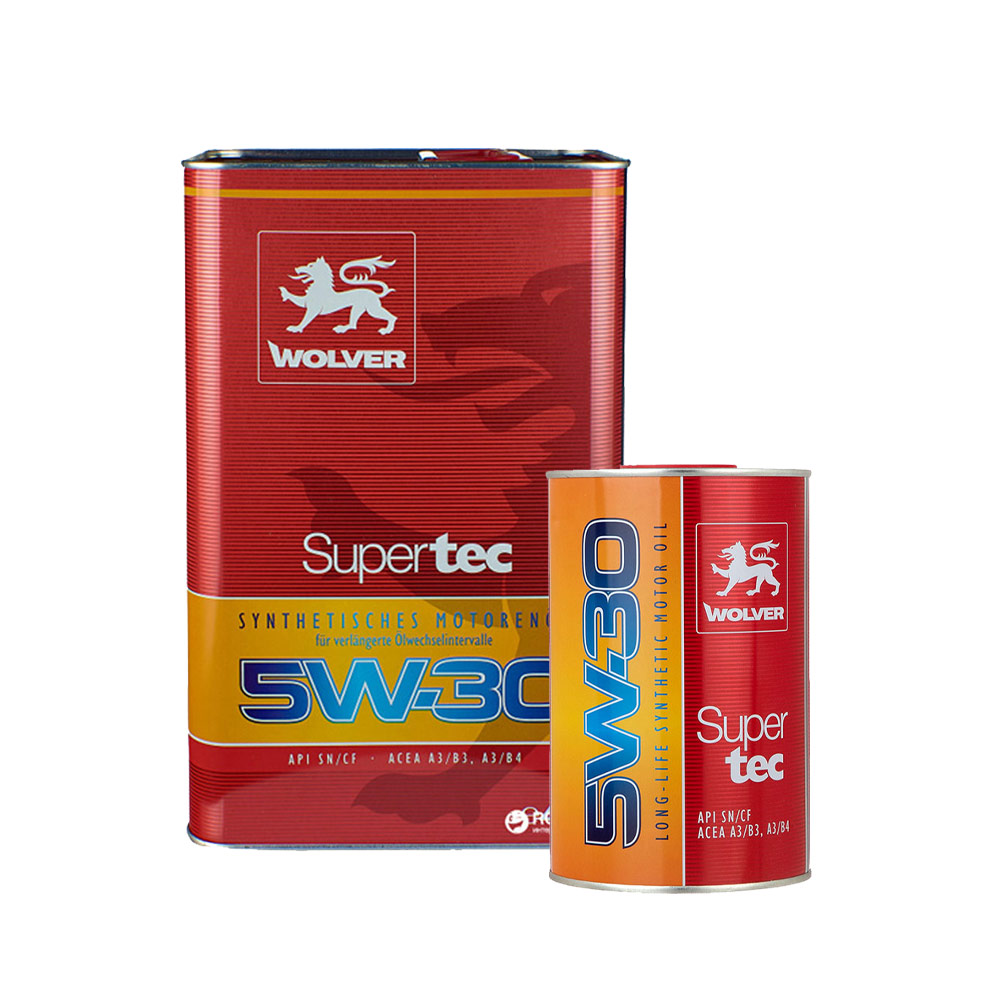 WOLVER
Supertec
SYNTHETISCHES MOTORENÖ
für verlängerte Ölwechselintervalle
5W-30
API SN/CF · ACEA A3/B3, A3/B4
5W-30
LONG-LIFE SYNTHETIC MOTOR OIL
WOLVER
Super
tec
API SN/CF
ACEA A3/B3, A3/B4